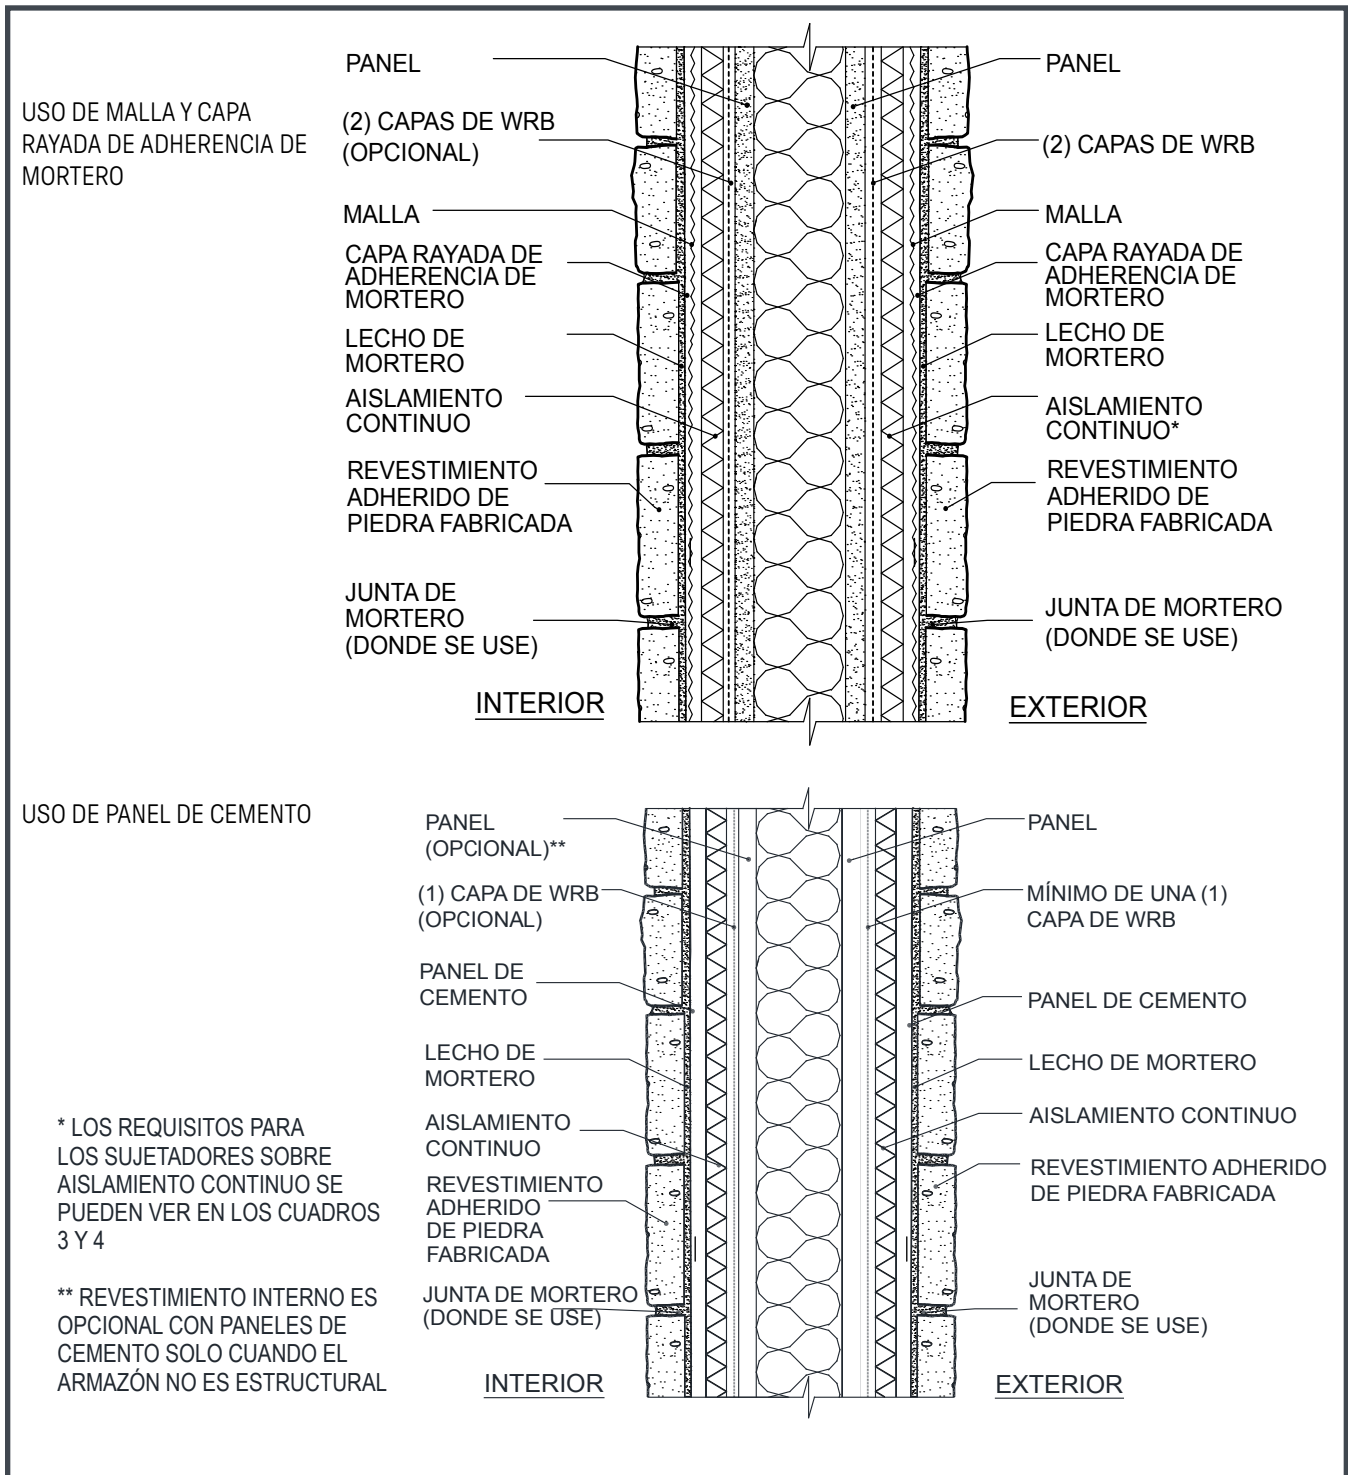 USO DE MALLA Y CAPA
RAYADA DE ADHERENCIA DE
MORTERO
PANEL
(2) CAPAS DE WRB
(OPCIONAL)
MALLA
CAPA RAYADA DE
ADHERENCIA DE
MORTERO
LECHO DE
MORTERO
AISLAMIENTO
CONTINUO
REVESTIMIENTO
ADHERIDO DE
PIEDRA FABRICADA
JUNTA DE
MORTERO
(DONDE SE USE)
INTERIOR
PANEL
(2) CAPAS DE WRB
MALLA
CAPA RAYADA DE
ADHERENCIA DE
MORTERO
LECHO DE
MORTERO
AISLAMIENTO
CONTINUO*
REVESTIMIENTO
ADHERIDO DE
PIEDRA FABRICADA
JUNTA DE MORTERO
(DONDE SE USE)
EXTERIOR
USO DE PANEL DE CEMENTO
* LOS REQUISITOS PARA
LOS SUJETADORES SOBRE
AISLAMIENTO CONTINUO SE
PUEDEN VER EN LOS CUADROS
3 Y 4
** REVESTIMIENTO INTERNO ES
OPCIONAL CON PANELES DE
CEMENTO SOLO CUANDO EL
ARMAZÓN NO ES ESTRUCTURAL
PANEL
(OPCIONAL)**
(1) CAPA DE WRB
(OPCIONAL)
PANEL DE
CEMENTO
LECHO DE
MORTERO
AISLAMIENTO
CONTINUO
REVESTIMIENTO
ADHERIDO
DE PIEDRA
FABRICADA
JUNTA DE MORTERO
(DONDE SE USE)
INTERIOR
PANEL
MÍNIMO DE UNA (1)
CAPA DE WRB
PANEL DE CEMENTO
LECHO DE MORTERO
AISLAMIENTO CONTINUO
REVESTIMIENTO ADHERIDO
DE PIEDRA FABRICADA
JUNTA DE
MORTERO
(DONDE SE USE)
EXTERIOR